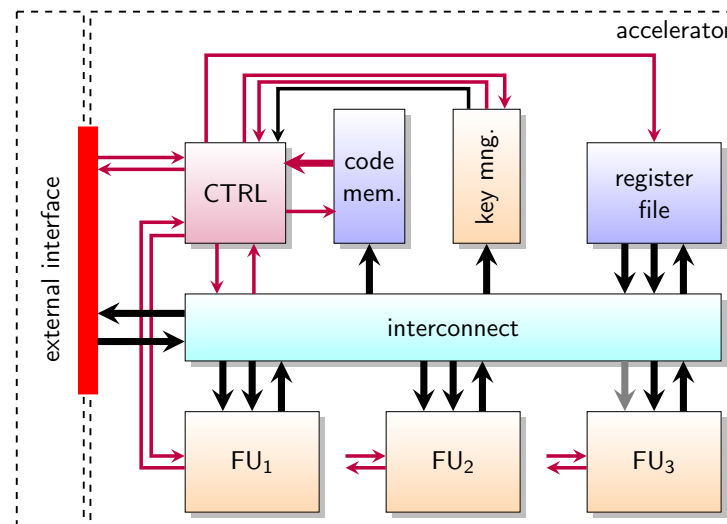 accelerator
external interface
CTRL
code
mem.
key mng.
register
file
interconnect
FU₁
FU₂
FU₃